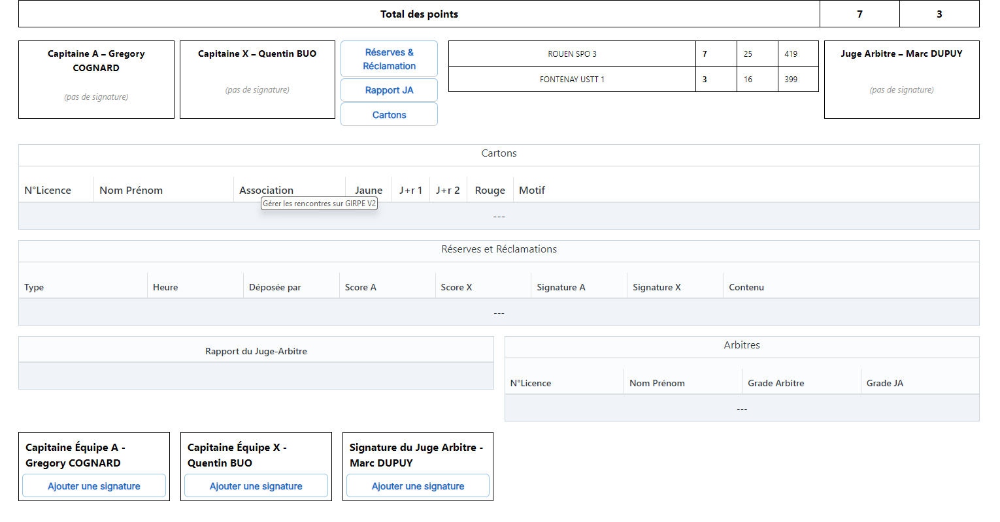 Total des points 7 3
Capitaine A – Gregory
COGNARD
(pas de signature)
Capitaine X – Quentin BUO
(pas de signature)
Réserves &
Réclamation
Rapport JA
Cartons
ROUEN SPO 3 7 25 419
FONTENAY USTT 1 3 16 399
Juge Arbitre – Marc DUPUY
(pas de signature)
Cartons
N°Licence Nom Prénom Association Jaune J+r 1 J+r 2 Rouge Motif
Gérer les rencontres sur GIRPE V2
---
Réserves et Réclamations
Type Heure Déposée par Score A Score X Signature A Signature X Contenu
---
Rapport du Juge-Arbitre
Arbitres
N°Licence Nom Prénom Grade Arbitre Grade JA
---
Capitaine Équipe A -
Gregory COGNARD
Ajouter une signature
Capitaine Équipe X -
Quentin BUO
Ajouter une signature
Signature du Juge Arbitre -
Marc DUPUY
Ajouter une signature